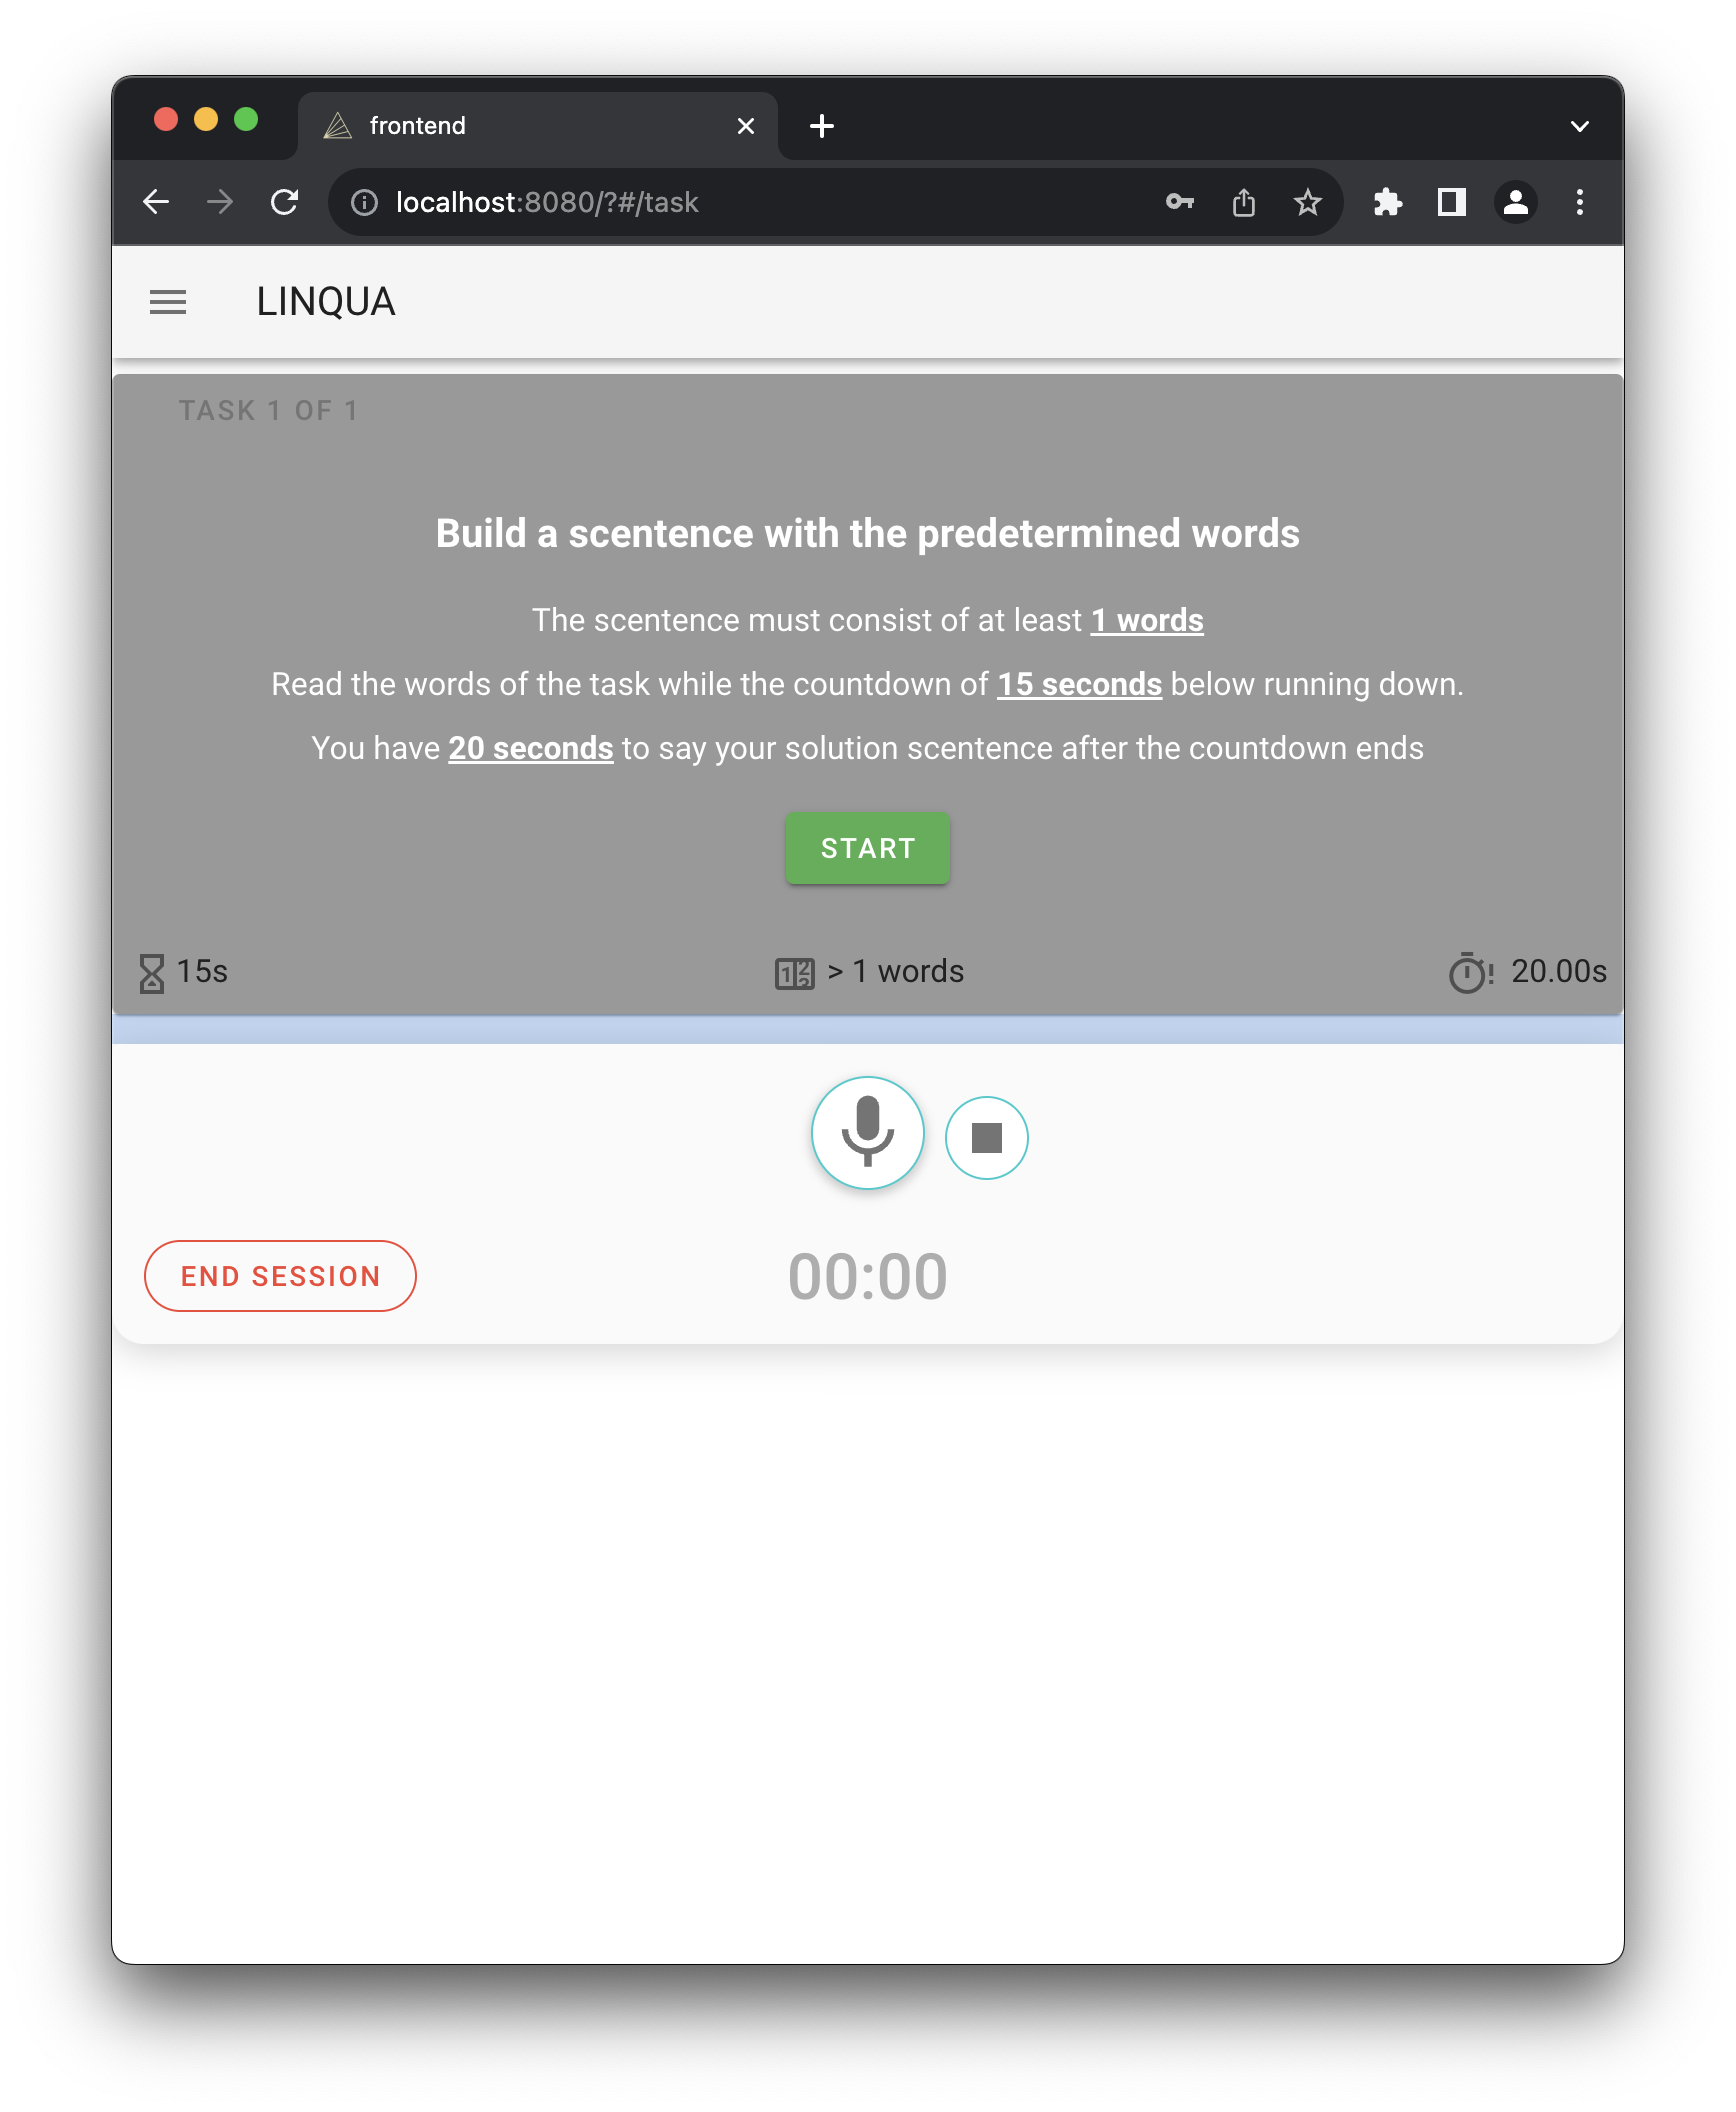 frontend
localhost:8080/?#/task
LINQUA
TASK 1 OF 1
Build a scentence with the predetermined words
The scentence must consist of at least 1 words
Read the words of the task while the countdown of 15 seconds below running down.
You have 20 seconds to say your solution scentence after the countdown ends
START
15s
> 1 words
20.00s
END SESSION
00:00